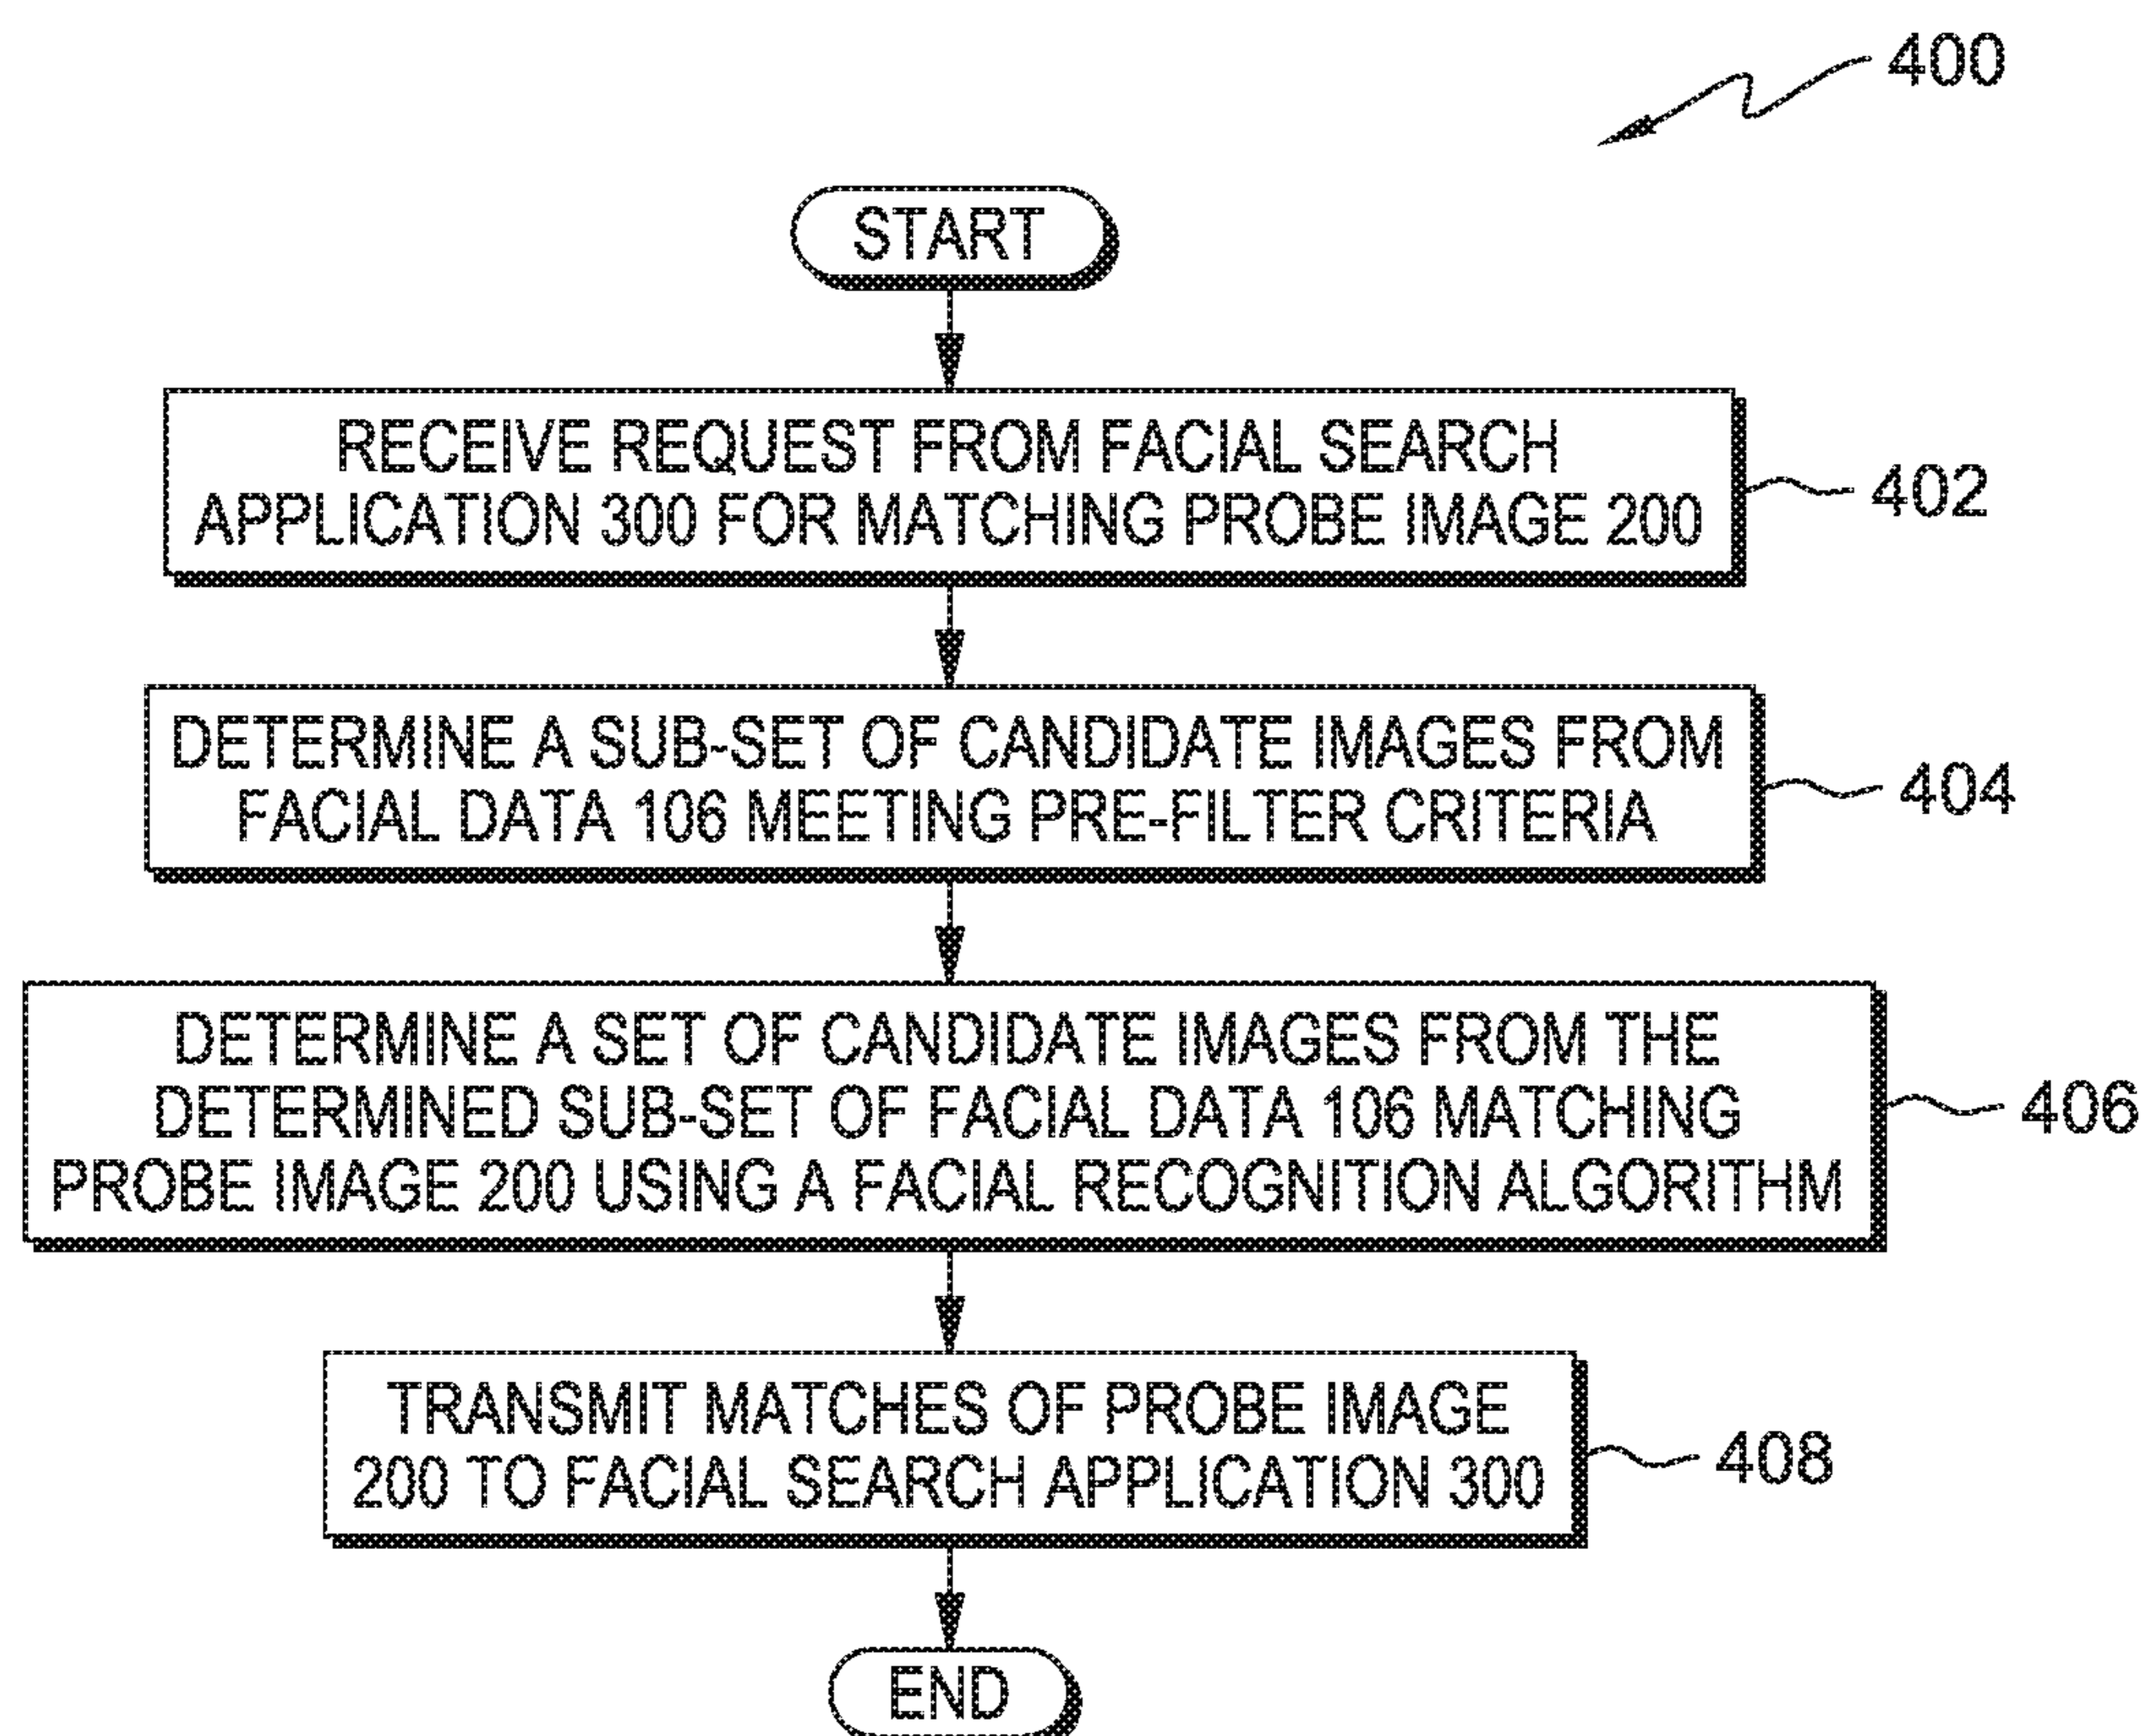 400
START
RECEIVE REQUEST FROM FACIAL SEARCH
APPLICATION 300 FOR MATCHING PROBE IMAGE 200
402
DETERMINE A SUB-SET OF CANDIDATE IMAGES FROM
FACIAL DATA 106 MEETING PRE-FILTER CRITERIA
404
DETERMINE A SET OF CANDIDATE IMAGES FROM THE
DETERMINED SUB-SET OF FACIAL DATA 106 MATCHING
PROBE IMAGE 200 USING A FACIAL RECOGNITION ALGORITHM
406
TRANSMIT MATCHES OF PROBE IMAGE
200 TO FACIAL SEARCH APPLICATION 300
408
END